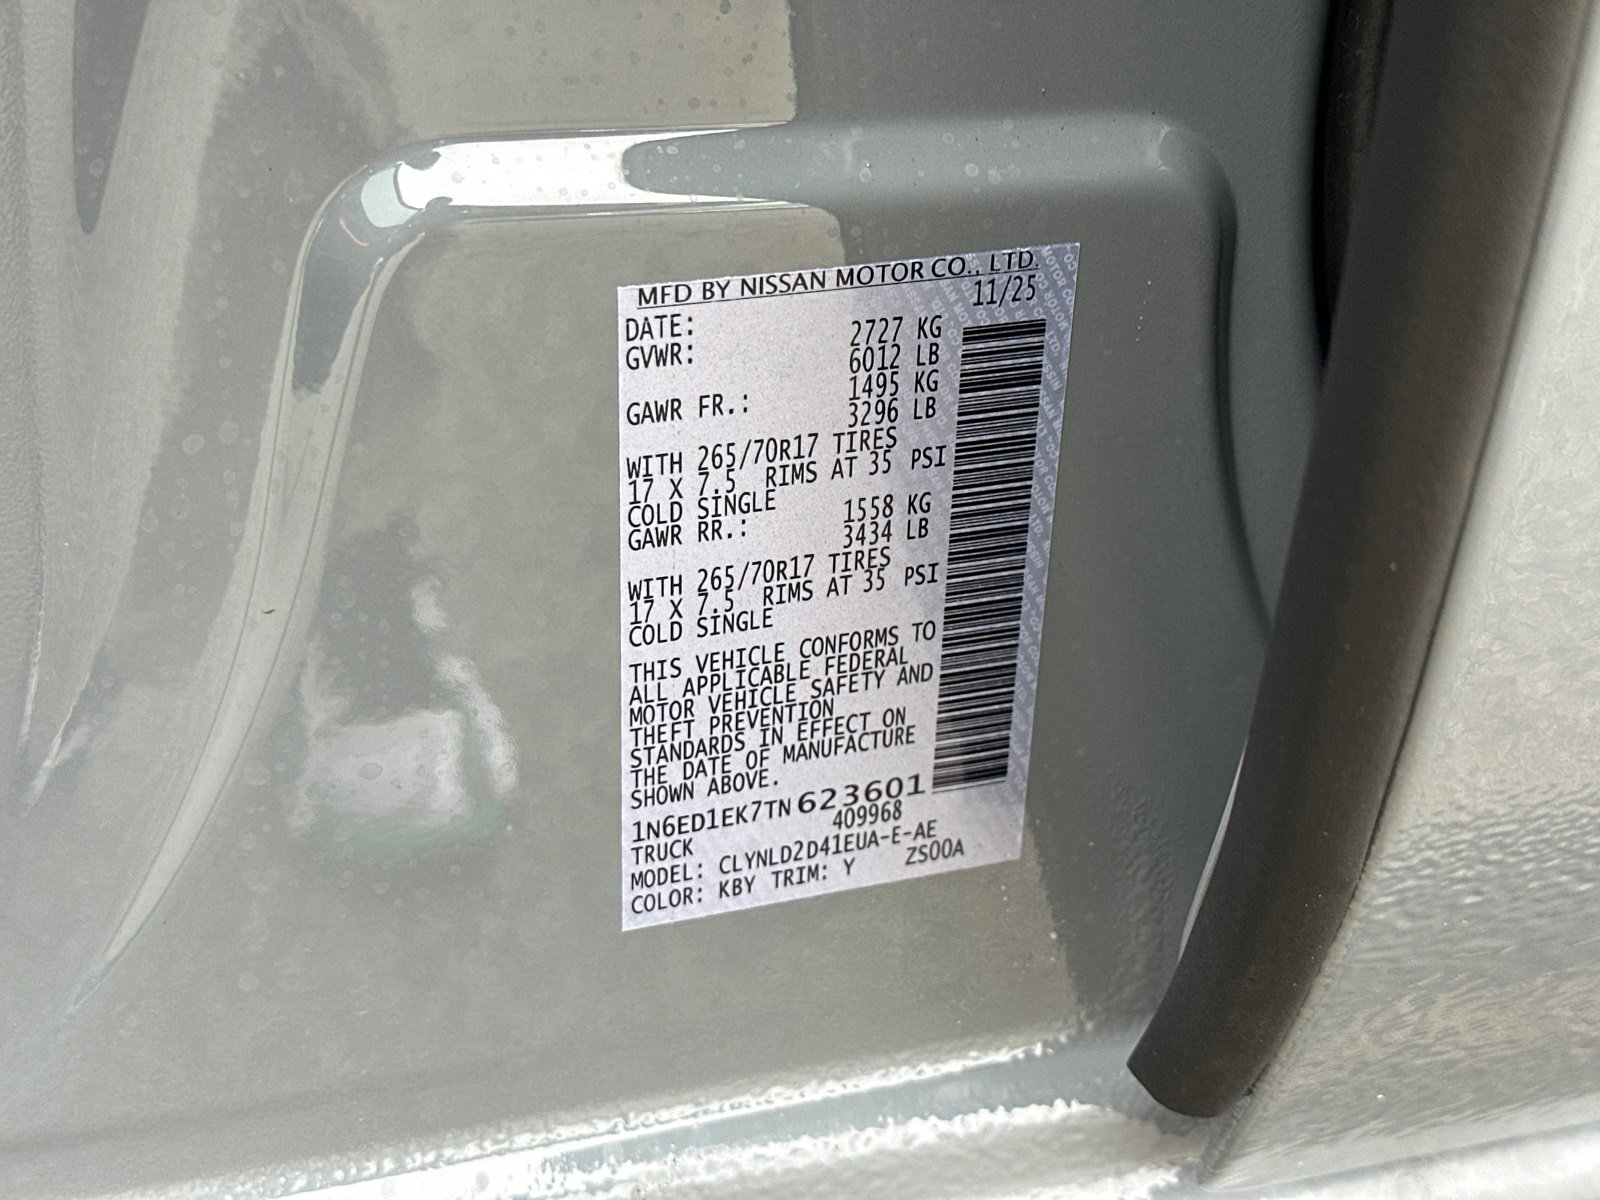 MFD BY NISSAN MOTOR CO., LTD.
DATE: 11/25
GVWR: 2727 KG
6012 LB
GAWR FR.: 1495 KG
3296 LB
WITH 265/70R17 TIRES
17 X 7.5 RIMS AT 35 PSI
COLD SINGLE
GAWR RR.: 1558 KG
3434 LB
WITH 265/70R17 TIRES
17 X 7.5 RIMS AT 35 PSI
COLD SINGLE
THIS VEHICLE CONFORMS TO
ALL APPLICABLE FEDERAL
MOTOR VEHICLE SAFETY AND
THEFT PREVENTION
STANDARDS IN EFFECT ON
THE DATE OF MANUFACTURE
SHOWN ABOVE.
1N6ED1EK7TN623601
TRUCK 409968
MODEL: CLYNLD2D41EUA-E-AE
COLOR: KBY TRIM: Y ZS00A